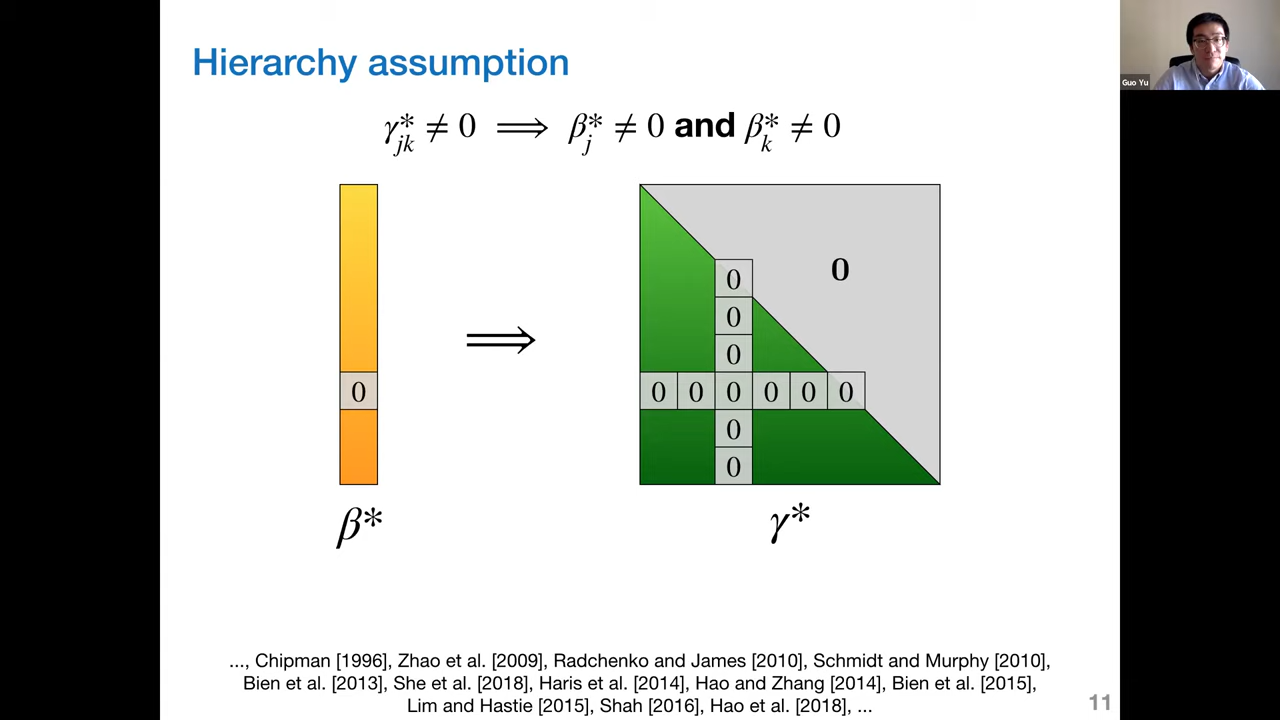 Hierarchy assumption
γ*jk ≠ 0 ⟹ β*j ≠ 0 and β*k ≠ 0
0
0
0
0
0
0 0 0 0 0 0
0
0
0
⟹
β*
γ*
..., Chipman [1996], Zhao et al. [2009], Radchenko and James [2010], Schmidt and Murphy [2010],
Bien et al. [2013], She et al. [2018], Haris et al. [2014], Hao and Zhang [2014], Bien et al. [2015],
Lim and Hastie [2015], Shah [2016], Hao et al. [2018], ...
11
Guo Yu